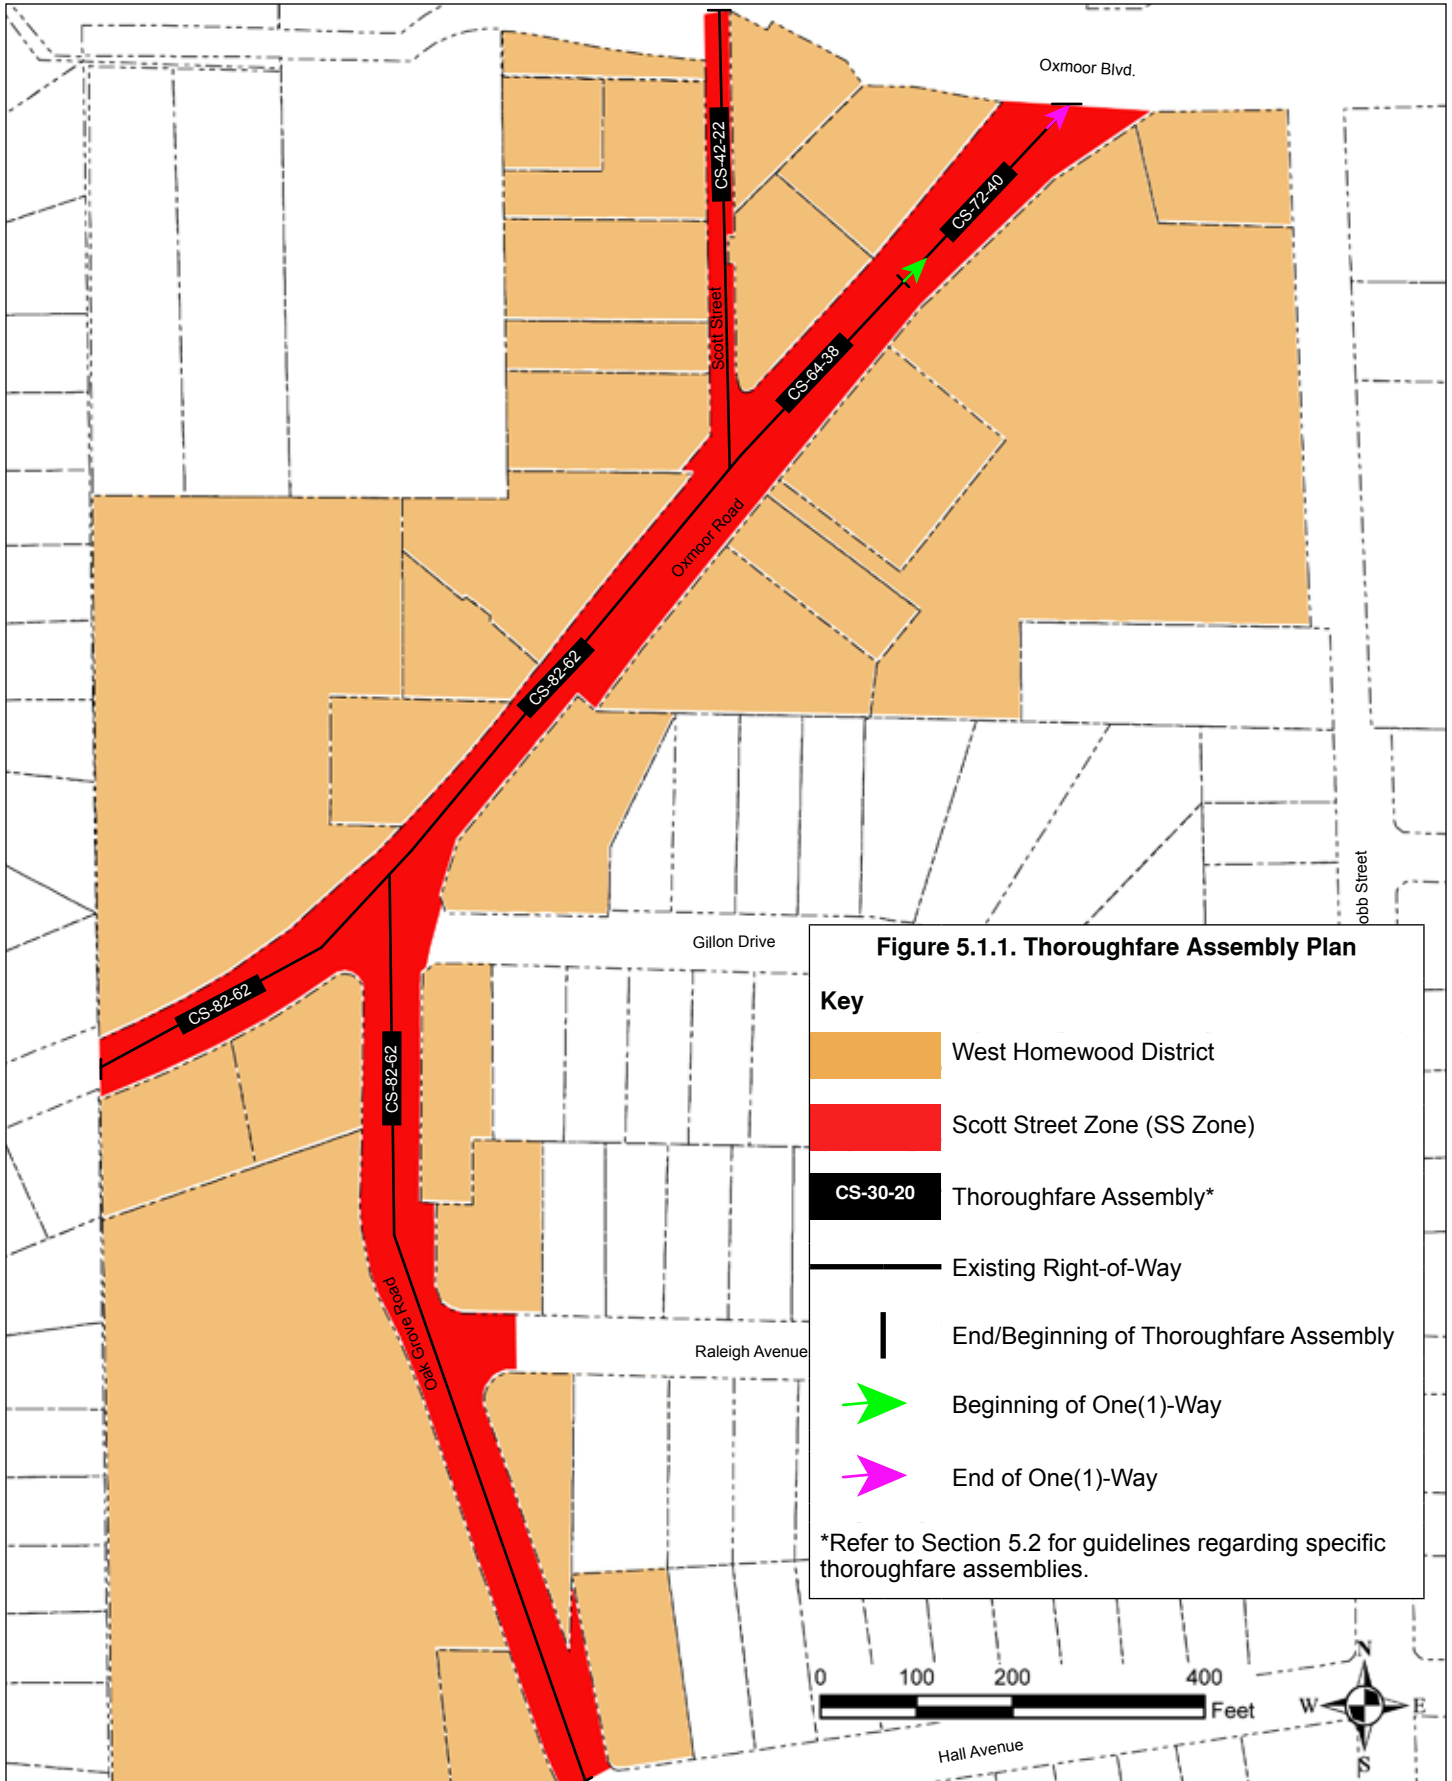 Oxmoor Blvd.
CS-42-22
CS-72-40
Scott Street
CS-64-38
Oxmoor Road
CS-82-62
obb Street
Gillon Drive
CS-82-62
CS-82-62
Oak Grove Road
Raleigh Avenue
Figure 5.1.1. Thoroughfare Assembly Plan
Key
West Homewood District
Scott Street Zone (SS Zone)
CS-30-20 Thoroughfare Assembly*
Existing Right-of-Way
End/Beginning of Thoroughfare Assembly
Beginning of One(1)-Way
End of One(1)-Way
*Refer to Section 5.2 for guidelines regarding specific
thoroughfare assemblies.
0 100 200 400
Feet
N
W E
S
Hall Avenue